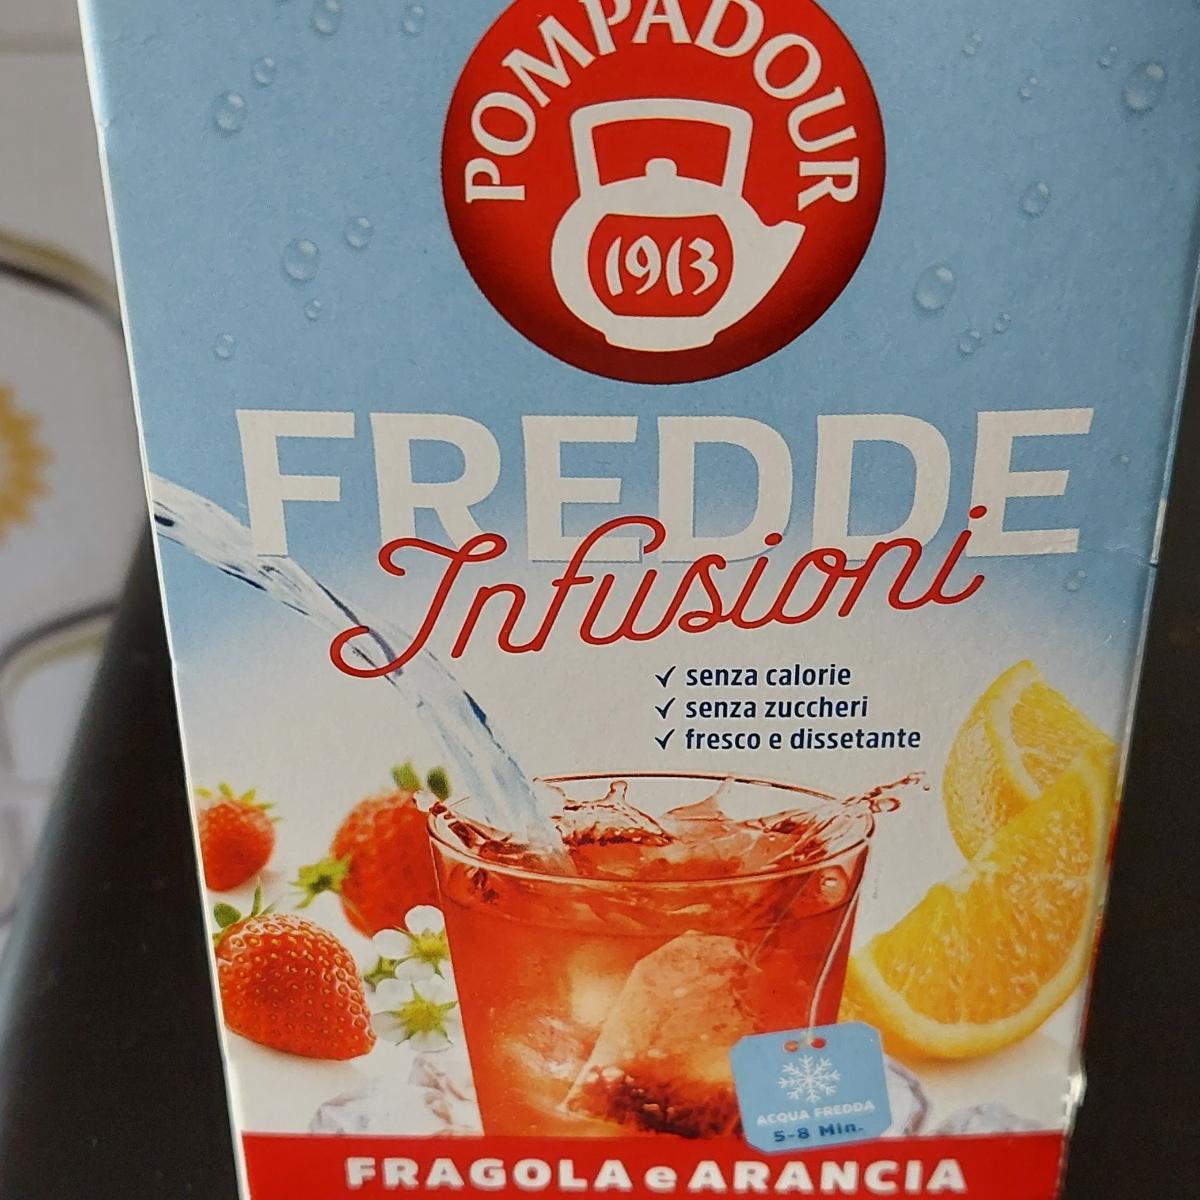 POMPADOUR
1913
FREDDE
Infusioni
senza calorie
senza zuccheri
fresco e dissetante
ACQUA FREDDA
5-8 Min.
FRAGOLA e ARANCIA